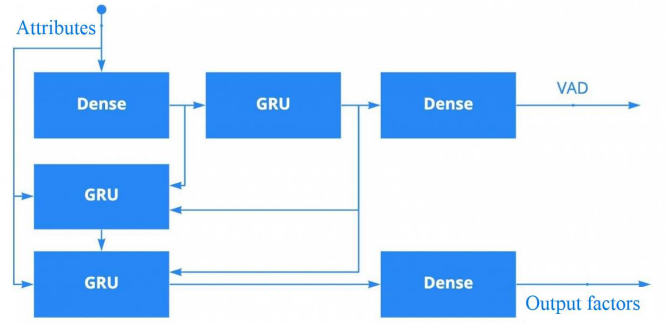 Attributes
Dense
GRU
Dense
VAD
GRU
GRU
Dense
Output factors